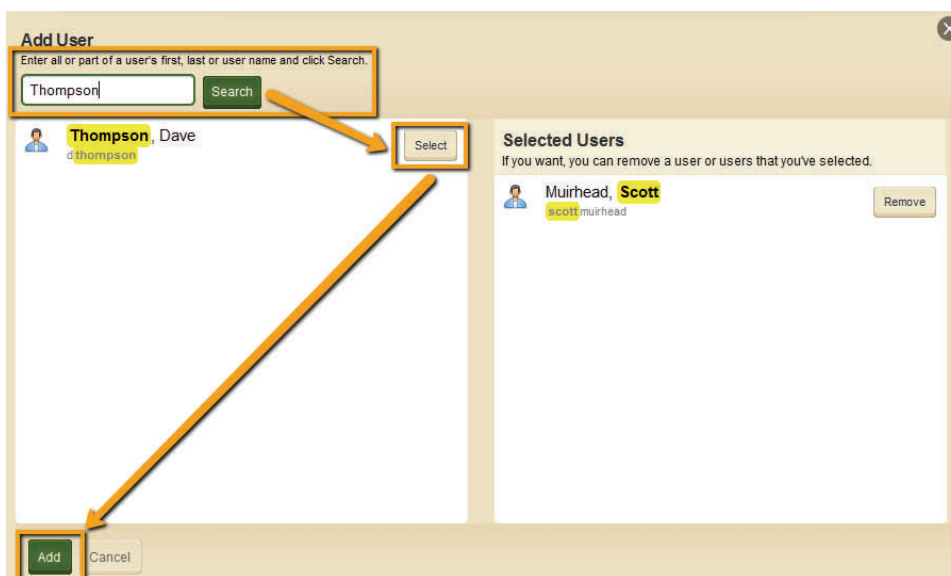 Add User
Enter all or part of a user's first, last or user name and click Search.
Thompson
Search
Thompson, Dave
dthompson
Select
Selected Users
If you want, you can remove a user or users that you've selected.
Muirhead, Scott
scottmuirhead
Remove
Add
Cancel